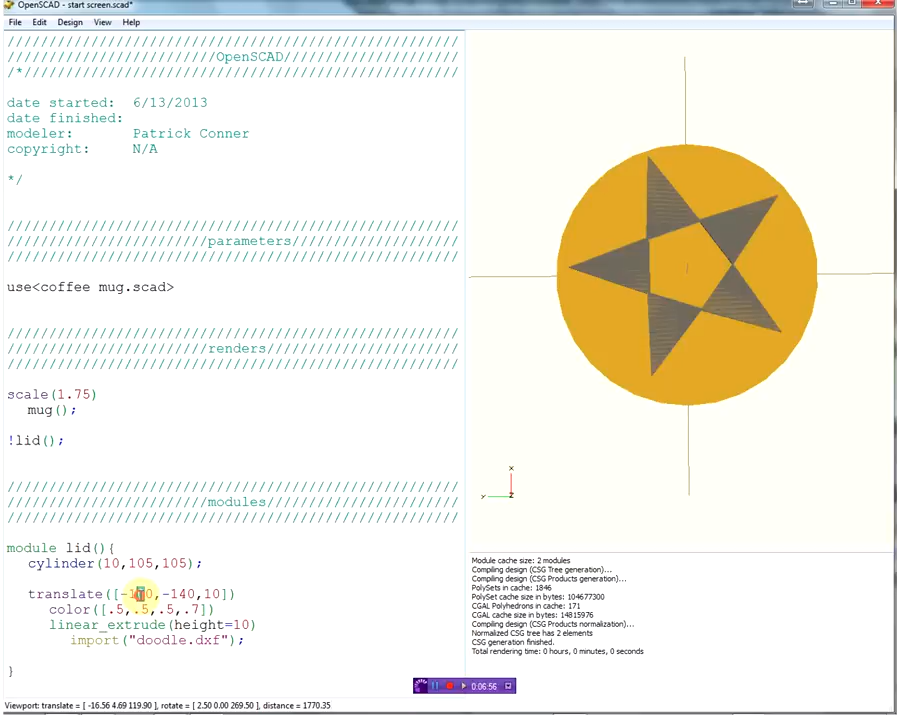 OpenSCAD - start screen.scad*
File Edit Design View Help
//////////////////////////////////////////////////////
/////////////////////////OpenSCAD/////////////////////
/*////////////////////////////////////////////////////
date started: 6/13/2013
date finished:
modeler: Patrick Conner
copyright: N/A
*/
//////////////////////////////////////////////////////
////////////////////////parameters////////////////////
//////////////////////////////////////////////////////
use<coffee mug.scad>
//////////////////////////////////////////////////////
////////////////////////renders///////////////////////
//////////////////////////////////////////////////////
scale(1.75)
mug();
!lid();
//////////////////////////////////////////////////////
////////////////////////modules///////////////////////
//////////////////////////////////////////////////////
module lid(){
cylinder(10,105,105);
,-140,10])
color([.5,.5,.5,.7])
linear_extrude(height=10)
import("doodle.dxf");
}
x
y
z
Module cache size: 2 modules
Compiling design (CSG Tree generation)...
Compiling design (CSG Products generation)...
PolySets in cache: 1846
PolySet cache size in bytes: 104677300
CGAL Polyhedrons in cache: 171
CGAL cache size in bytes: 14815976
Compiling design (CSG Products normalization)...
Normalized CSG tree has 2 elements
CSG generation finished.
Total rendering time: 0 hours, 0 minutes, 0 seconds
0:06:56
Viewport: translate = [ -16.56 4.69 119.90 ], rotate = [ 2.50 0.00 269.50 ], distance = 1770.35